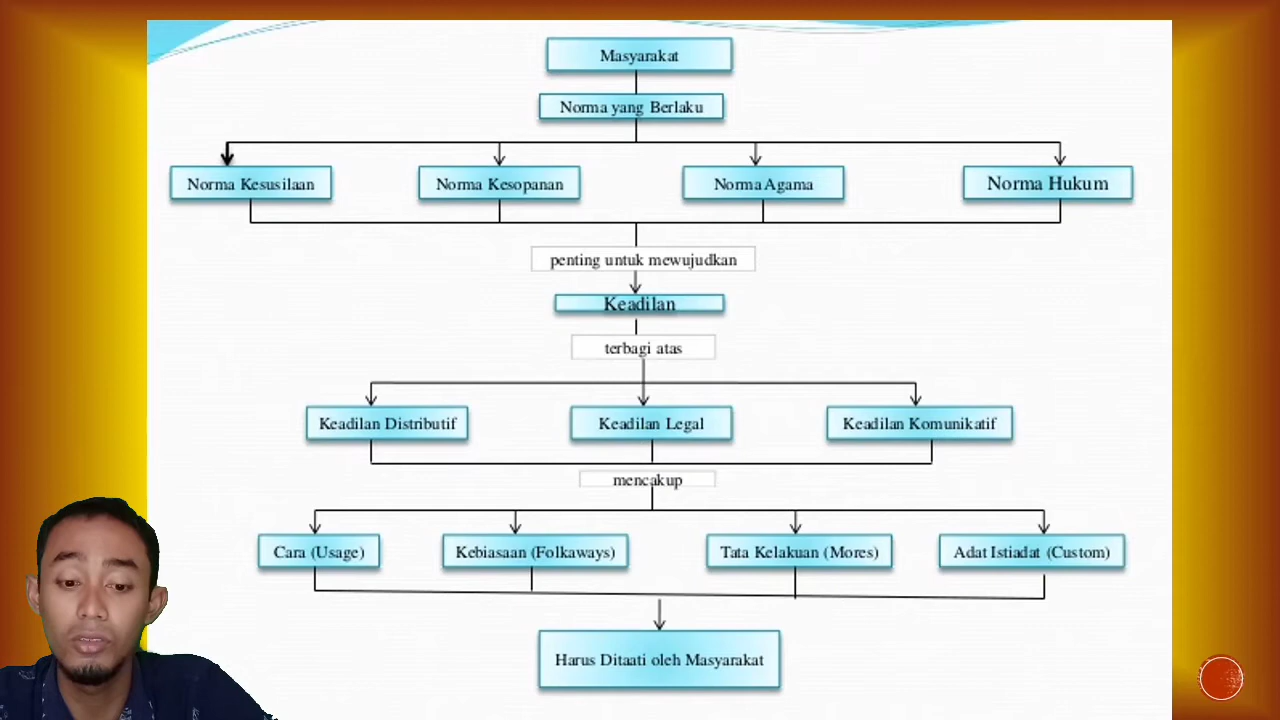 Masyarakat
Norma yang Berlaku
Norma Kesusilaan
Norma Kesopanan
Norma Agama
Norma Hukum
penting untuk mewujudkan
Keadilan
terbagi atas
Keadilan Distributif
Keadilan Legal
Keadilan Komunikatif
mencakup
Cara (Usage)
Kebiasaan (Folkaways)
Tata Kelakuan (Mores)
Adat Istiadat (Custom)
Harus Ditaati oleh Masyarakat